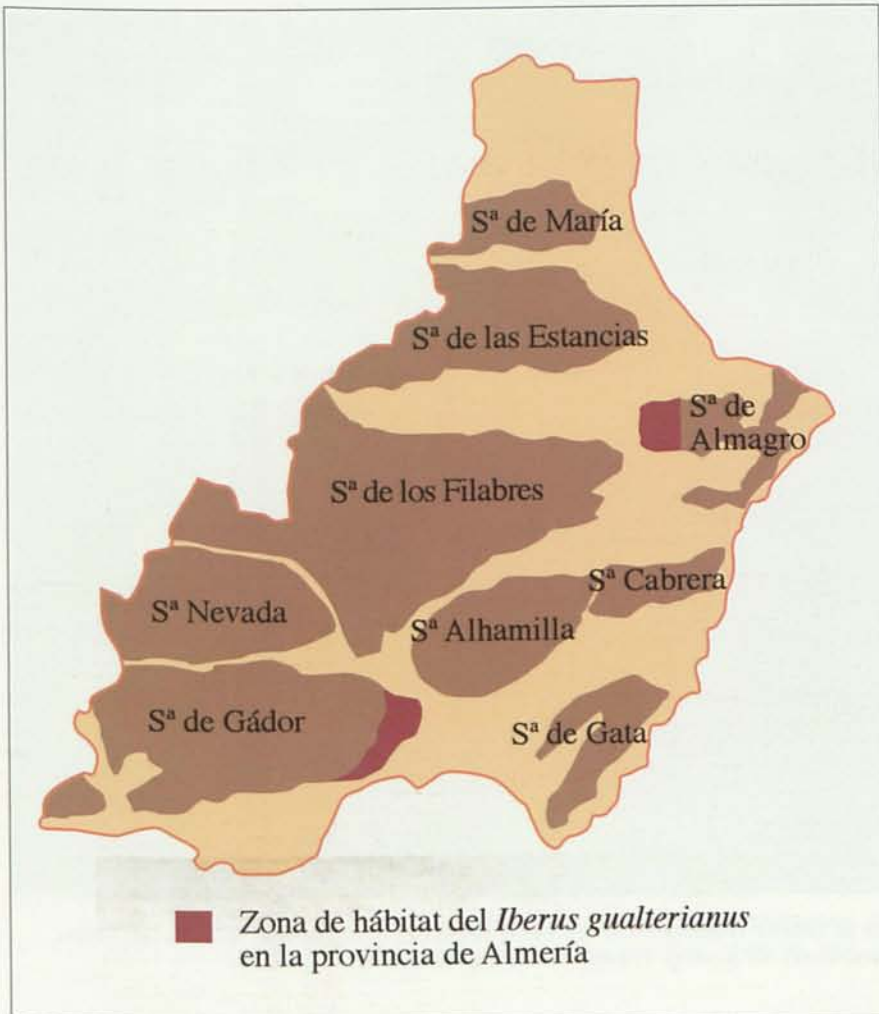 Sª de María
Sª de las Estancias
Sª de
Almagro
Sª de los Filabres
Sª Cabrera
Sª Nevada
Sª Alhamilla
Sª de Gádor
Sª de Gata
Zona de hábitat del Iberus gualterianus
en la provincia de Almería